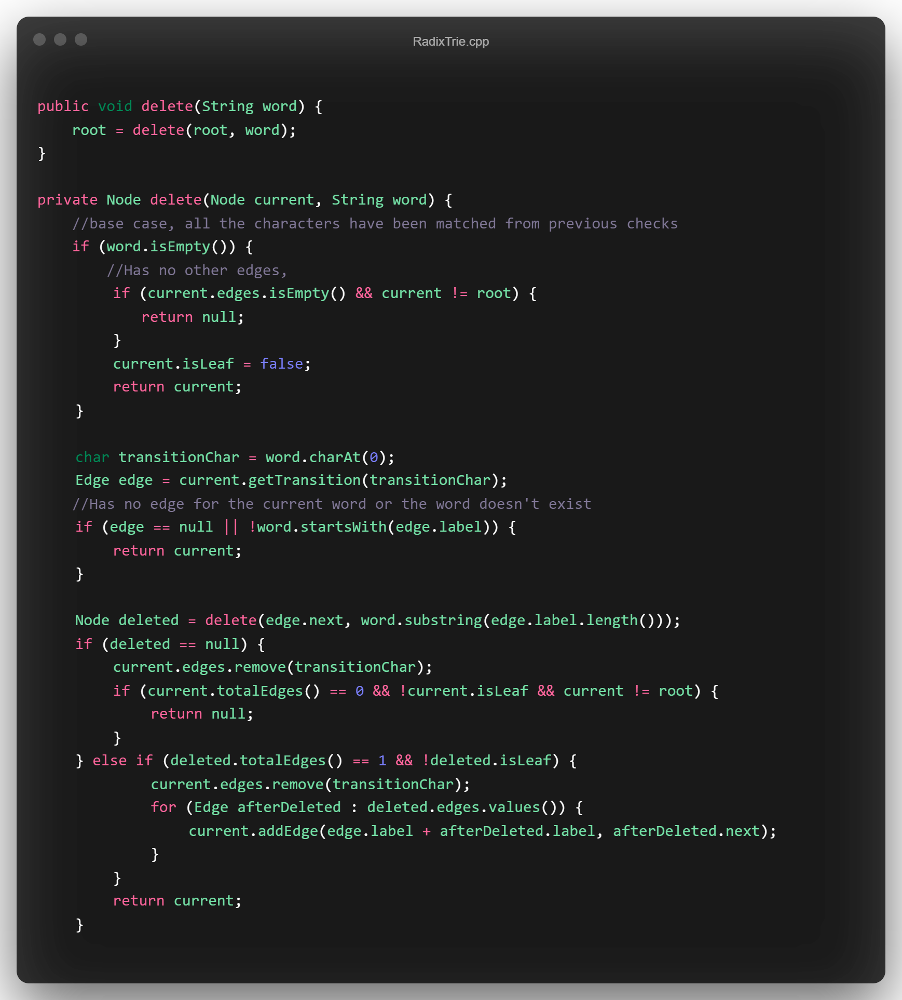 RadixTrie.cpp
public void delete(String word) {
    root = delete(root, word);
}
private Node delete(Node current, String word) {
    //base case, all the characters have been matched from previous checks
    if (word.isEmpty()) {
        //Has no other edges,
        if (current.edges.isEmpty() && current != root) {
            return null;
        }
        current.isLeaf = false;
        return current;
    }
    char transitionChar = word.charAt(0);
    Edge edge = current.getTransition(transitionChar);
    //Has no edge for the current word or the word doesn't exist
    if (edge == null || !word.startsWith(edge.label)) {
        return current;
    }
    Node deleted = delete(edge.next, word.substring(edge.label.length()));
    if (deleted == null) {
        current.edges.remove(transitionChar);
        if (current.totalEdges() == 0 && !current.isLeaf && current != root) {
            return null;
        }
    } else if (deleted.totalEdges() == 1 && !deleted.isLeaf) {
            current.edges.remove(transitionChar);
            for (Edge afterDeleted : deleted.edges.values()) {
                current.addEdge(edge.label + afterDeleted.label, afterDeleted.next);
            }
        }
        return current;
    }